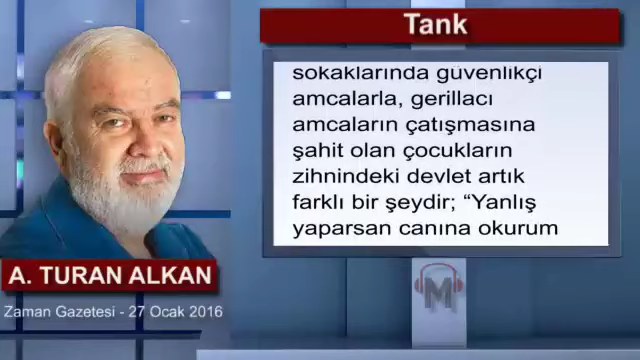 Tank
sokaklarında güvenlikçi
amcalarla, gerillacı
amcaların çatışmasına
şahit olan çocukların
zihnindeki devlet artık
farklı bir şeydir; “Yanlış
yaparsan canına okurum
A. TURAN ALKAN
Zaman Gazetesi - 27 Ocak 2016
M